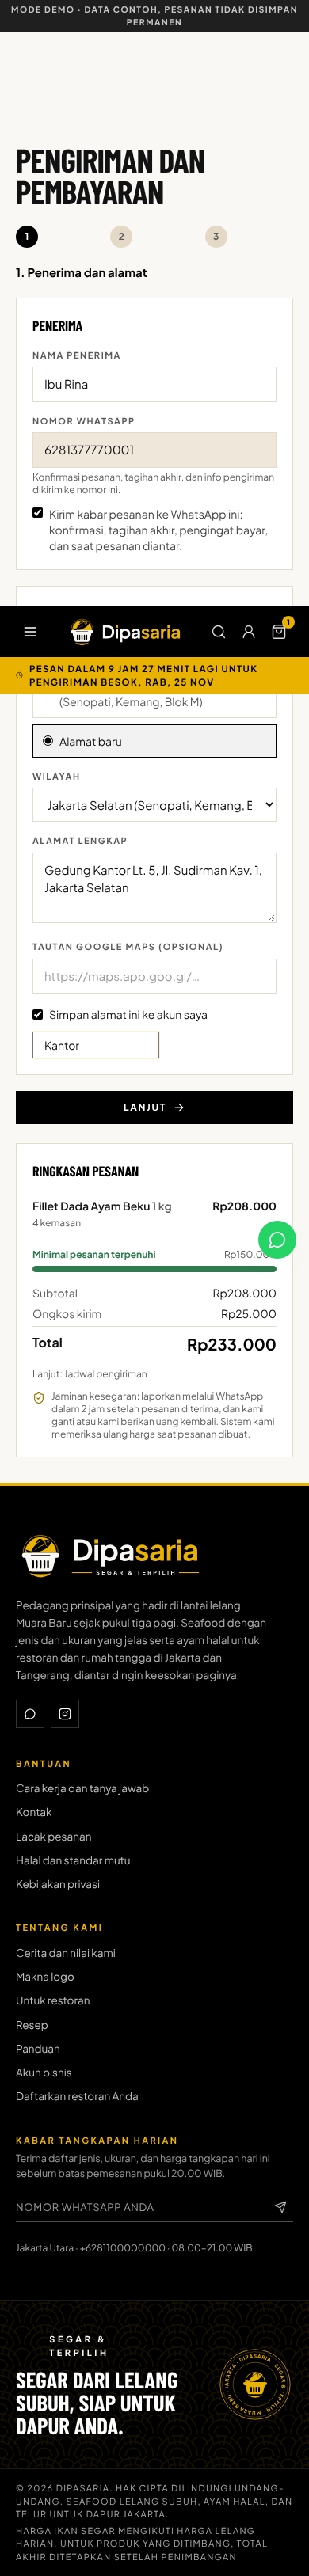 MODE DEMO · DATA CONTOH, PESANAN TIDAK DISIMPAN
PERMANEN
PENGIRIMAN DAN
PEMBAYARAN
1
2
3
1. Penerima dan alamat
PENERIMA
NAMA PENERIMA
Ibu Rina
NOMOR WHATSAPP
6281377770001
Konfirmasi pesanan, tagihan akhir, dan info pengiriman
dikirim ke nomor ini.
Kirim kabar pesanan ke WhatsApp ini:
konfirmasi, tagihan akhir, pengingat bayar,
dan saat pesanan diantar.
Dipasaria
1
PESAN DALAM 9 JAM 27 MENIT LAGI UNTUK
PENGIRIMAN BESOK, RAB, 25 NOV
(Senopati, Kemang, Blok M)
Alamat baru
WILAYAH
Jakarta Selatan (Senopati, Kemang, B
ALAMAT LENGKAP
Gedung Kantor Lt. 5, Jl. Sudirman Kav. 1,
Jakarta Selatan
TAUTAN GOOGLE MAPS (OPSIONAL)
https://maps.app.goo.gl/...
Simpan alamat ini ke akun saya
Kantor
LANJUT
RINGKASAN PESANAN
Fillet Dada Ayam Beku 1 kg Rp208.000
4 kemasan
Minimal pesanan terpenuhi Rp150.00
Subtotal Rp208.000
Ongkos kirim Rp25.000
Total Rp233.000
Lanjut: Jadwal pengiriman
Jaminan kesegaran: laporkan melalui WhatsApp
dalam 2 jam setelah pesanan diterima, dan kami
ganti atau kami berikan uang kembali. Sistem kami
memeriksa ulang harga saat pesanan dibuat.
Dipasaria
SEGAR & TERPILIH
Pedagang prinsipal yang hadir di lantai lelang
Muara Baru sejak pukul tiga pagi. Seafood dengan
jenis dan ukuran yang jelas serta ayam halal untuk
restoran dan rumah tangga di Jakarta dan
Tangerang, diantar dingin keesokan paginya.
BANTUAN
Cara kerja dan tanya jawab
Kontak
Lacak pesanan
Halal dan standar mutu
Kebijakan privasi
TENTANG KAMI
Cerita dan nilai kami
Makna logo
Untuk restoran
Resep
Panduan
Akun bisnis
Daftarkan restoran Anda
KABAR TANGKAPAN HARIAN
Terima daftar jenis, ukuran, dan harga tangkapan hari ini
sebelum batas pemesanan pukul 20.00 WIB.
NOMOR WHATSAPP ANDA
Jakarta Utara · +6281100000000 · 08.00–21.00 WIB
SEGAR &
TERPILIH
SEGAR DARI LELANG
SUBUH, SIAP UNTUK
DAPUR ANDA.
© 2026 DIPASARIA. HAK CIPTA DILINDUNGI UNDANG-
UNDANG. SEAFOOD LELANG SUBUH, AYAM HALAL, DAN
TELUR UNTUK DAPUR JAKARTA.
HARGA IKAN SEGAR MENGIKUTI HARGA LELANG
HARIAN. UNTUK PRODUK YANG DITIMBANG, TOTAL
AKHIR DITETAPKAN SETELAH PENIMBANGAN.